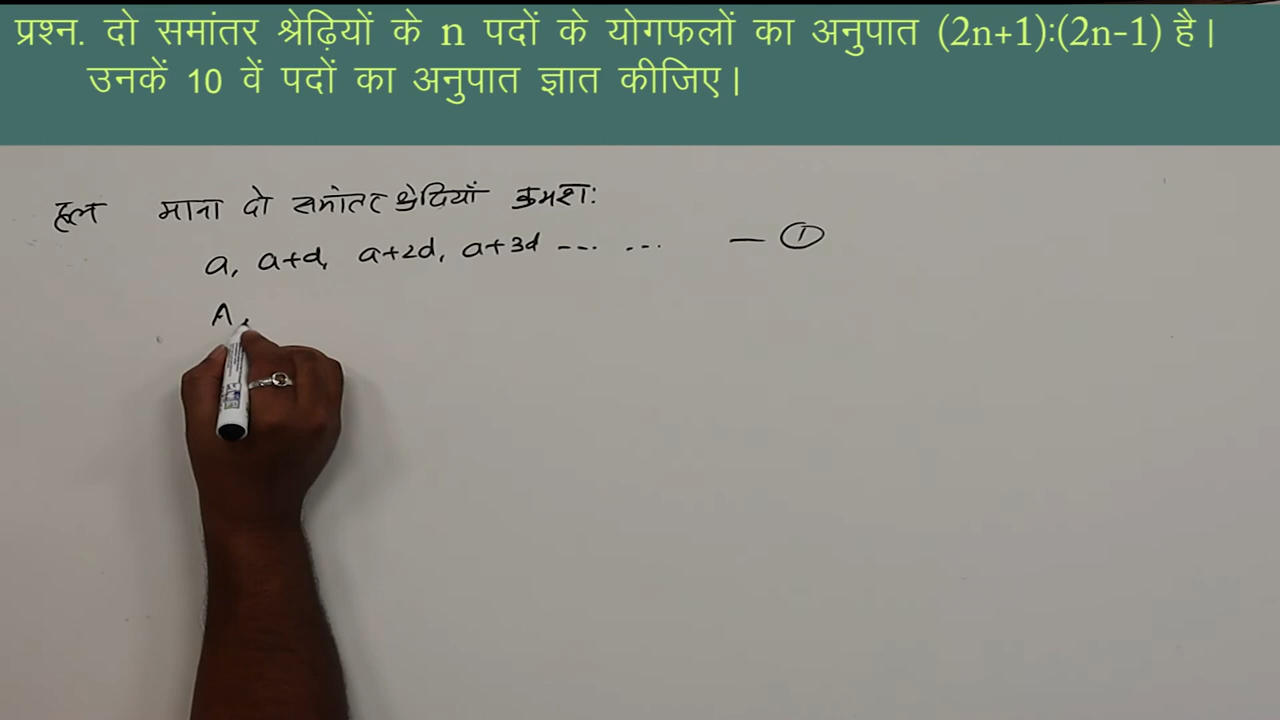 प्रश्न. दो समांतर श्रेढ़ियों के n पदों के योगफलों का अनुपात (2n+1):(2n-1) है।
उनकें 10 वें पदों का अनुपात ज्ञात कीजिए।
हल माना दो समांतर श्रेढियाँ क्रमश:
a, a+d, a+2d, a+3d --- --- — ①
A,